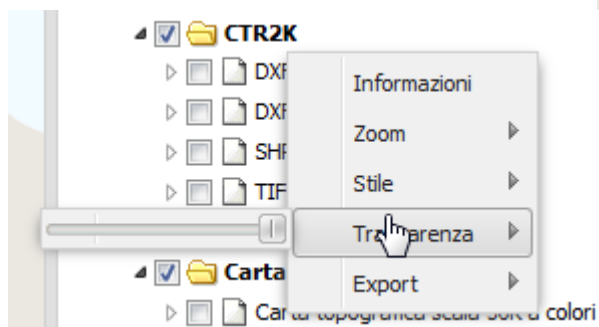 CTR2K
Informazioni
DXF
Zoom
DXF
SHP
Stile
TIF
Trasparenza
Carta
Export
Carta topografica scala 50K a colori